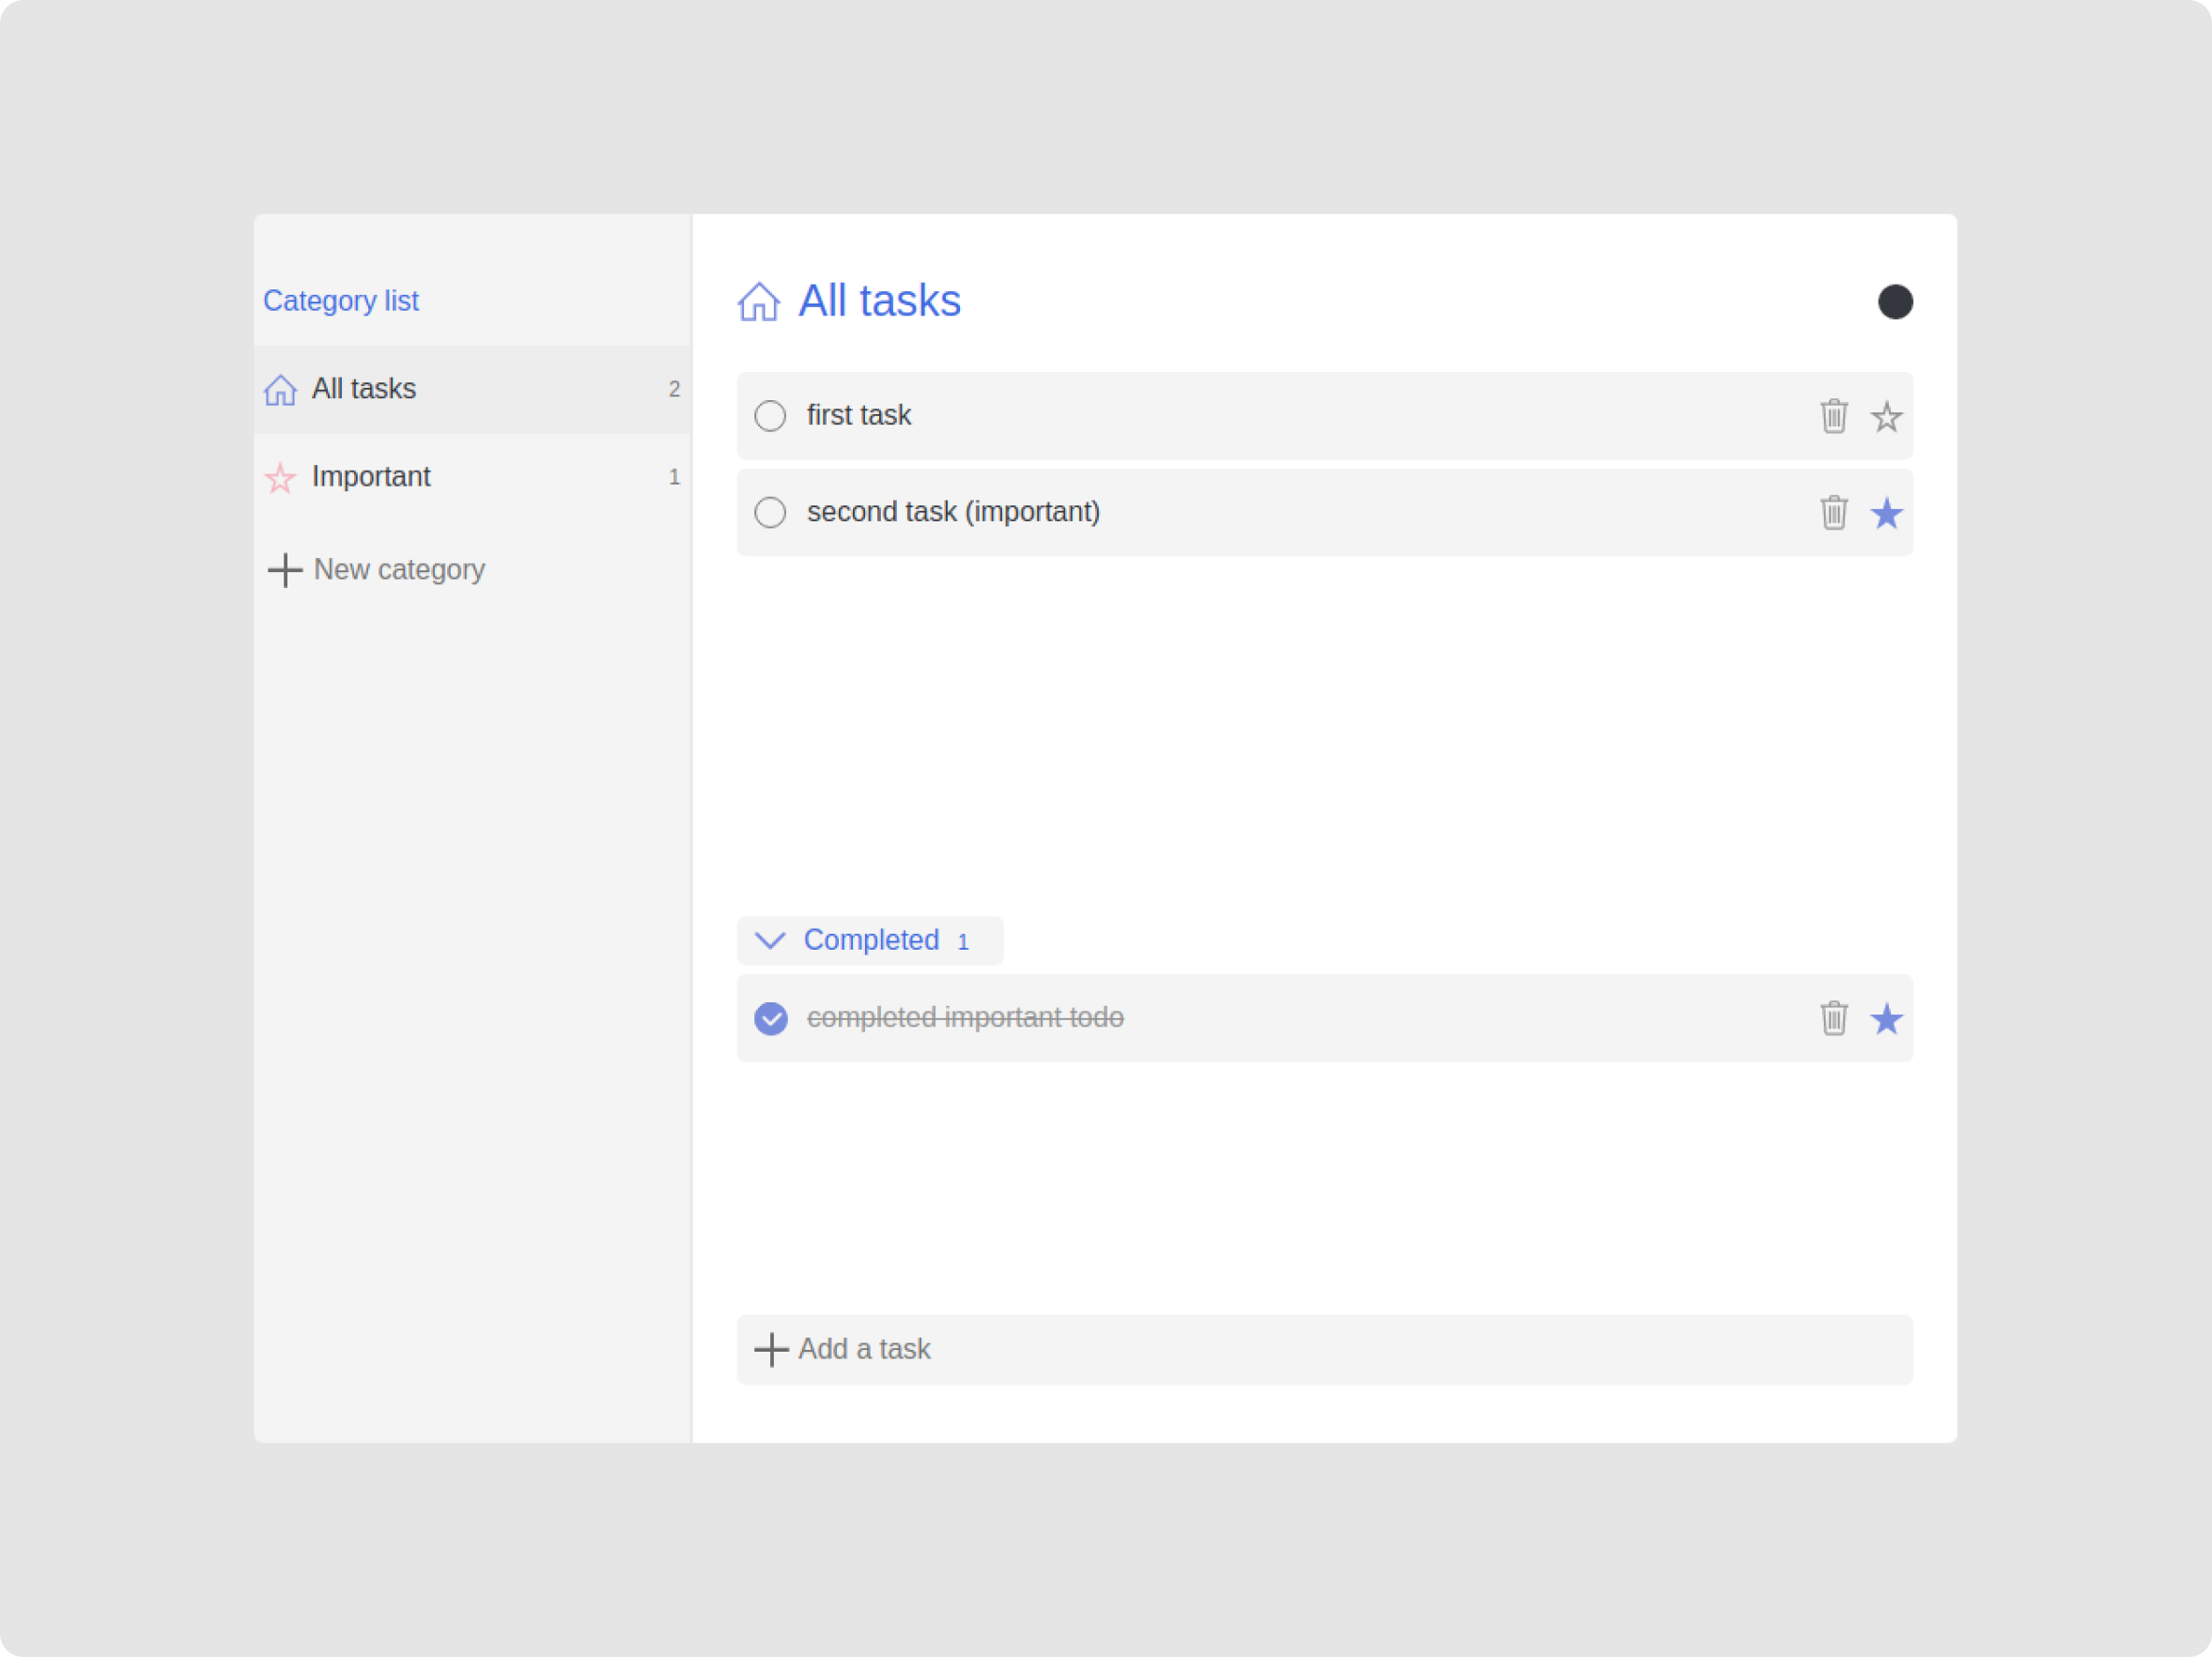 Category list
All tasks 2
Important 1
New category
All tasks
first task
second task (important)
Completed 1
completed important todo
Add a task